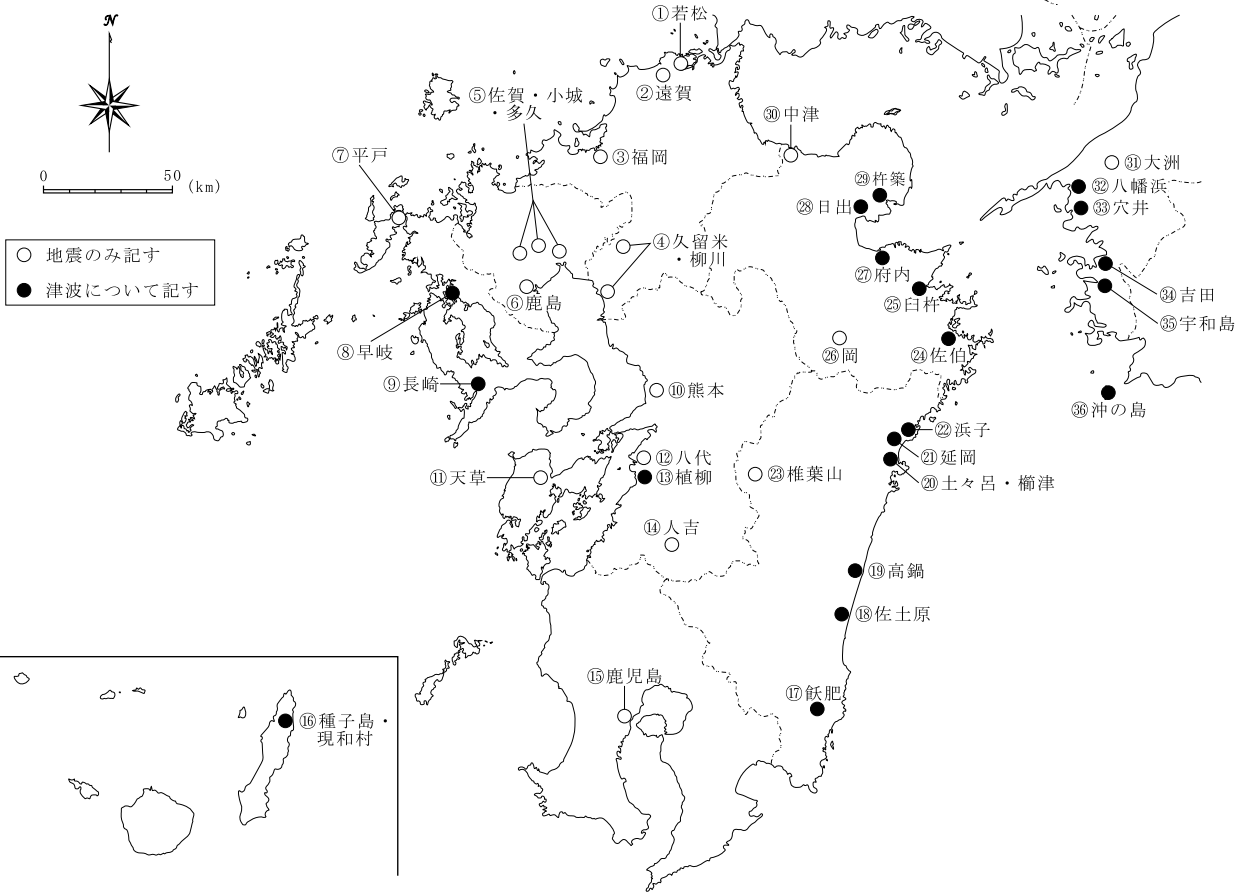 N
0 50 (km)
○ 地震のみ記す
● 津波について記す
①若松
②遠賀
③福岡
④久留米
・柳川
⑤佐賀・小城
・多久
⑥鹿島
⑦平戸
⑧早岐
⑨長崎
⑩熊本
⑪天草
⑫八代
⑬植柳
⑭人吉
⑮鹿児島
⑯種子島・
現和村
⑰飫肥
⑱佐土原
⑲高鍋
⑳土々呂・櫛津
㉑延岡
㉒浜子
㉓椎葉山
㉔佐伯
㉕臼杵
㉖岡
㉗府内
㉘日出
㉙杵築
㉚中津
㉛大洲
㉜八幡浜
㉝穴井
㉞吉田
㉟宇和島
㊱沖の島